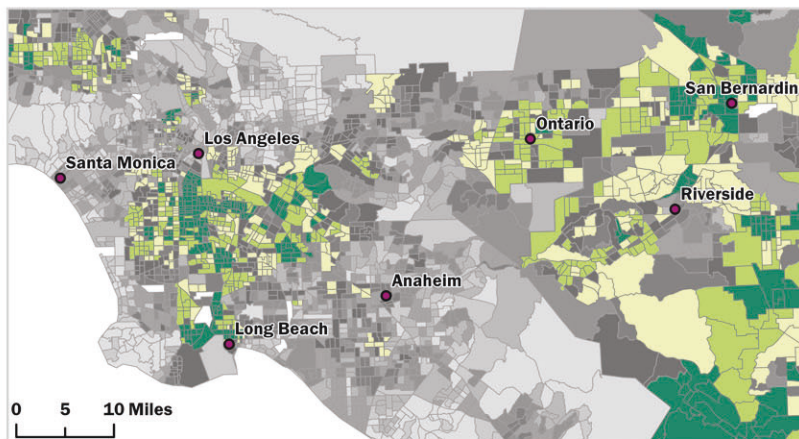 San Bernardin
Ontario
Los Angeles
Santa Monica
Riverside
Anaheim
Long Beach
0 5 10 Miles